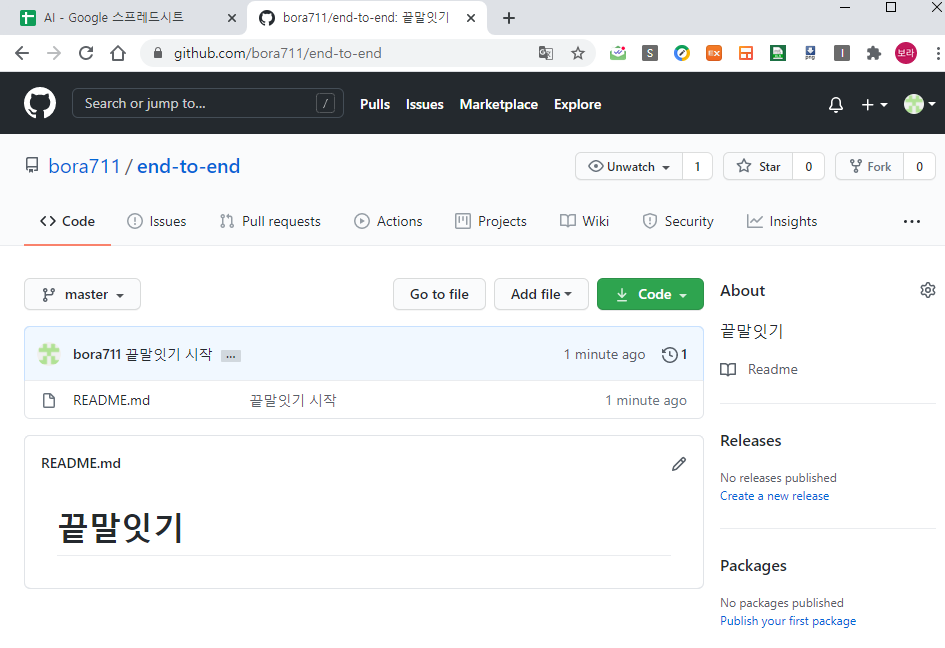 AI - Google 스프레드시트
bora711/end-to-end: 끝말잇기
github.com/bora711/end-to-end
보라
Search or jump to...
/
Pulls
Issues
Marketplace
Explore
bora711 / end-to-end
Unwatch 1
Star 0
Fork 0
Code
Issues
Pull requests
Actions
Projects
Wiki
Security
Insights
master
Go to file
Add file
Code
bora711 끝말잇기 시작 ...
1 minute ago
1
README.md
끝말잇기 시작
1 minute ago
README.md
끝말잇기
About
끝말잇기
Readme
Releases
No releases published
Create a new release
Packages
No packages published
Publish your first package